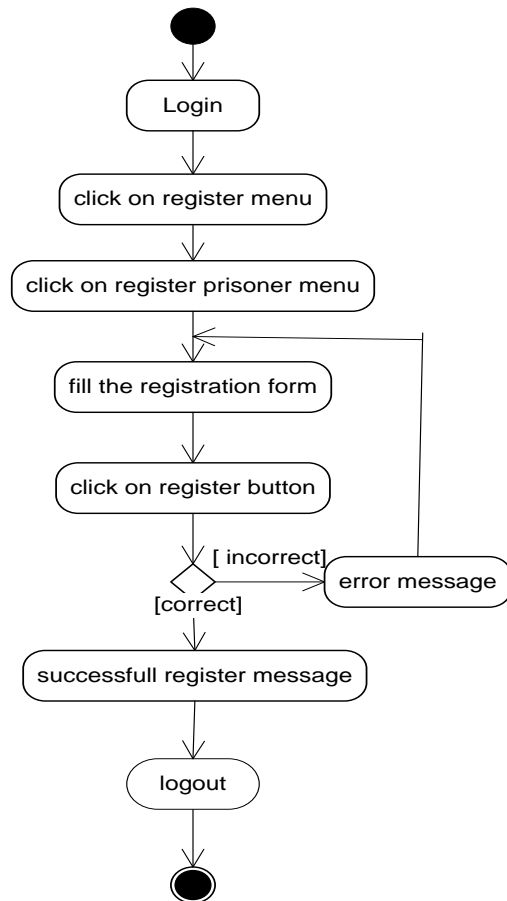 Login
click on register menu
click on register prisoner menu
fill the registration form
click on register button
[ incorrect]
error message
[correct]
successfull register message
logout